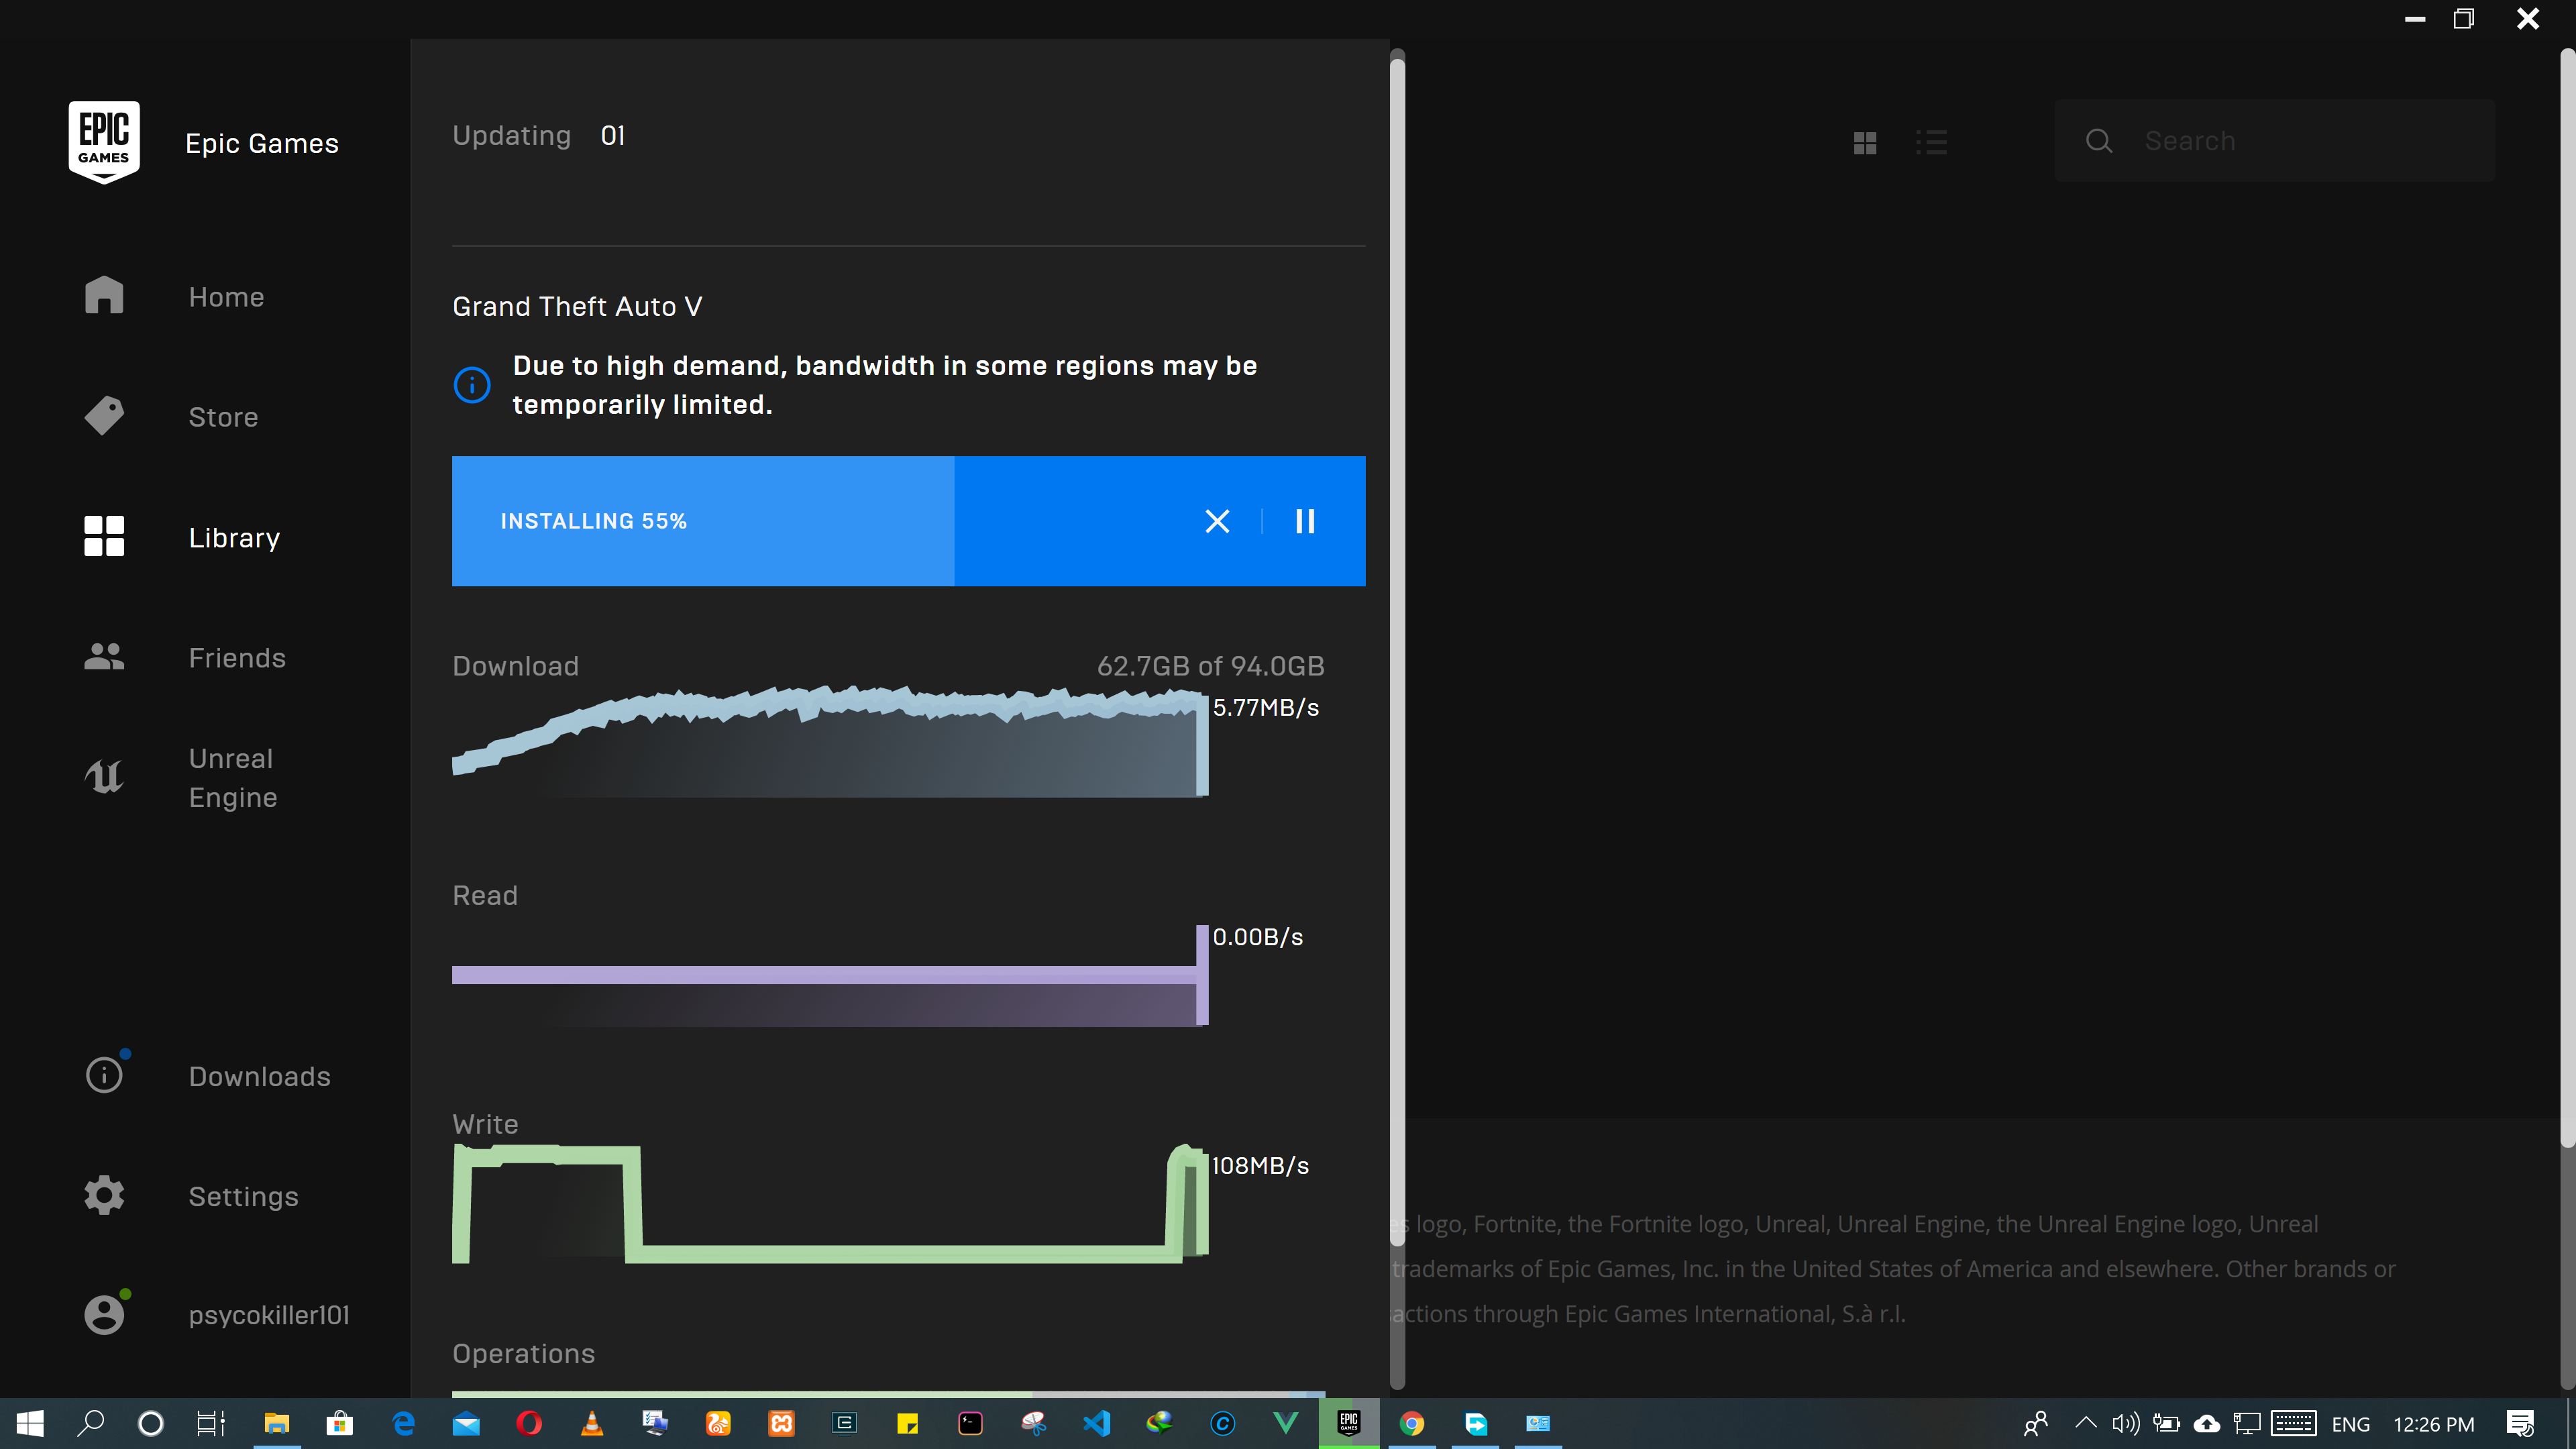 EPIC
GAMES
Epic Games
Home
Store
Library
Friends
Unreal
Engine
Downloads
Settings
psycokiller101
Updating 01
Grand Theft Auto V
Due to high demand, bandwidth in some regions may be
temporarily limited.
INSTALLING 55%
Download 62.7GB of 94.0GB
5.77MB/s
Read
0.00B/s
Write
108MB/s
Operations
Search
s logo, Fortnite, the Fortnite logo, Unreal, Unreal Engine, the Unreal Engine logo, Unreal
trademarks of Epic Games, Inc. in the United States of America and elsewhere. Other brands or
actions through Epic Games International, S.à r.l.
EPIC
GAMES
ENG 12:26 PM